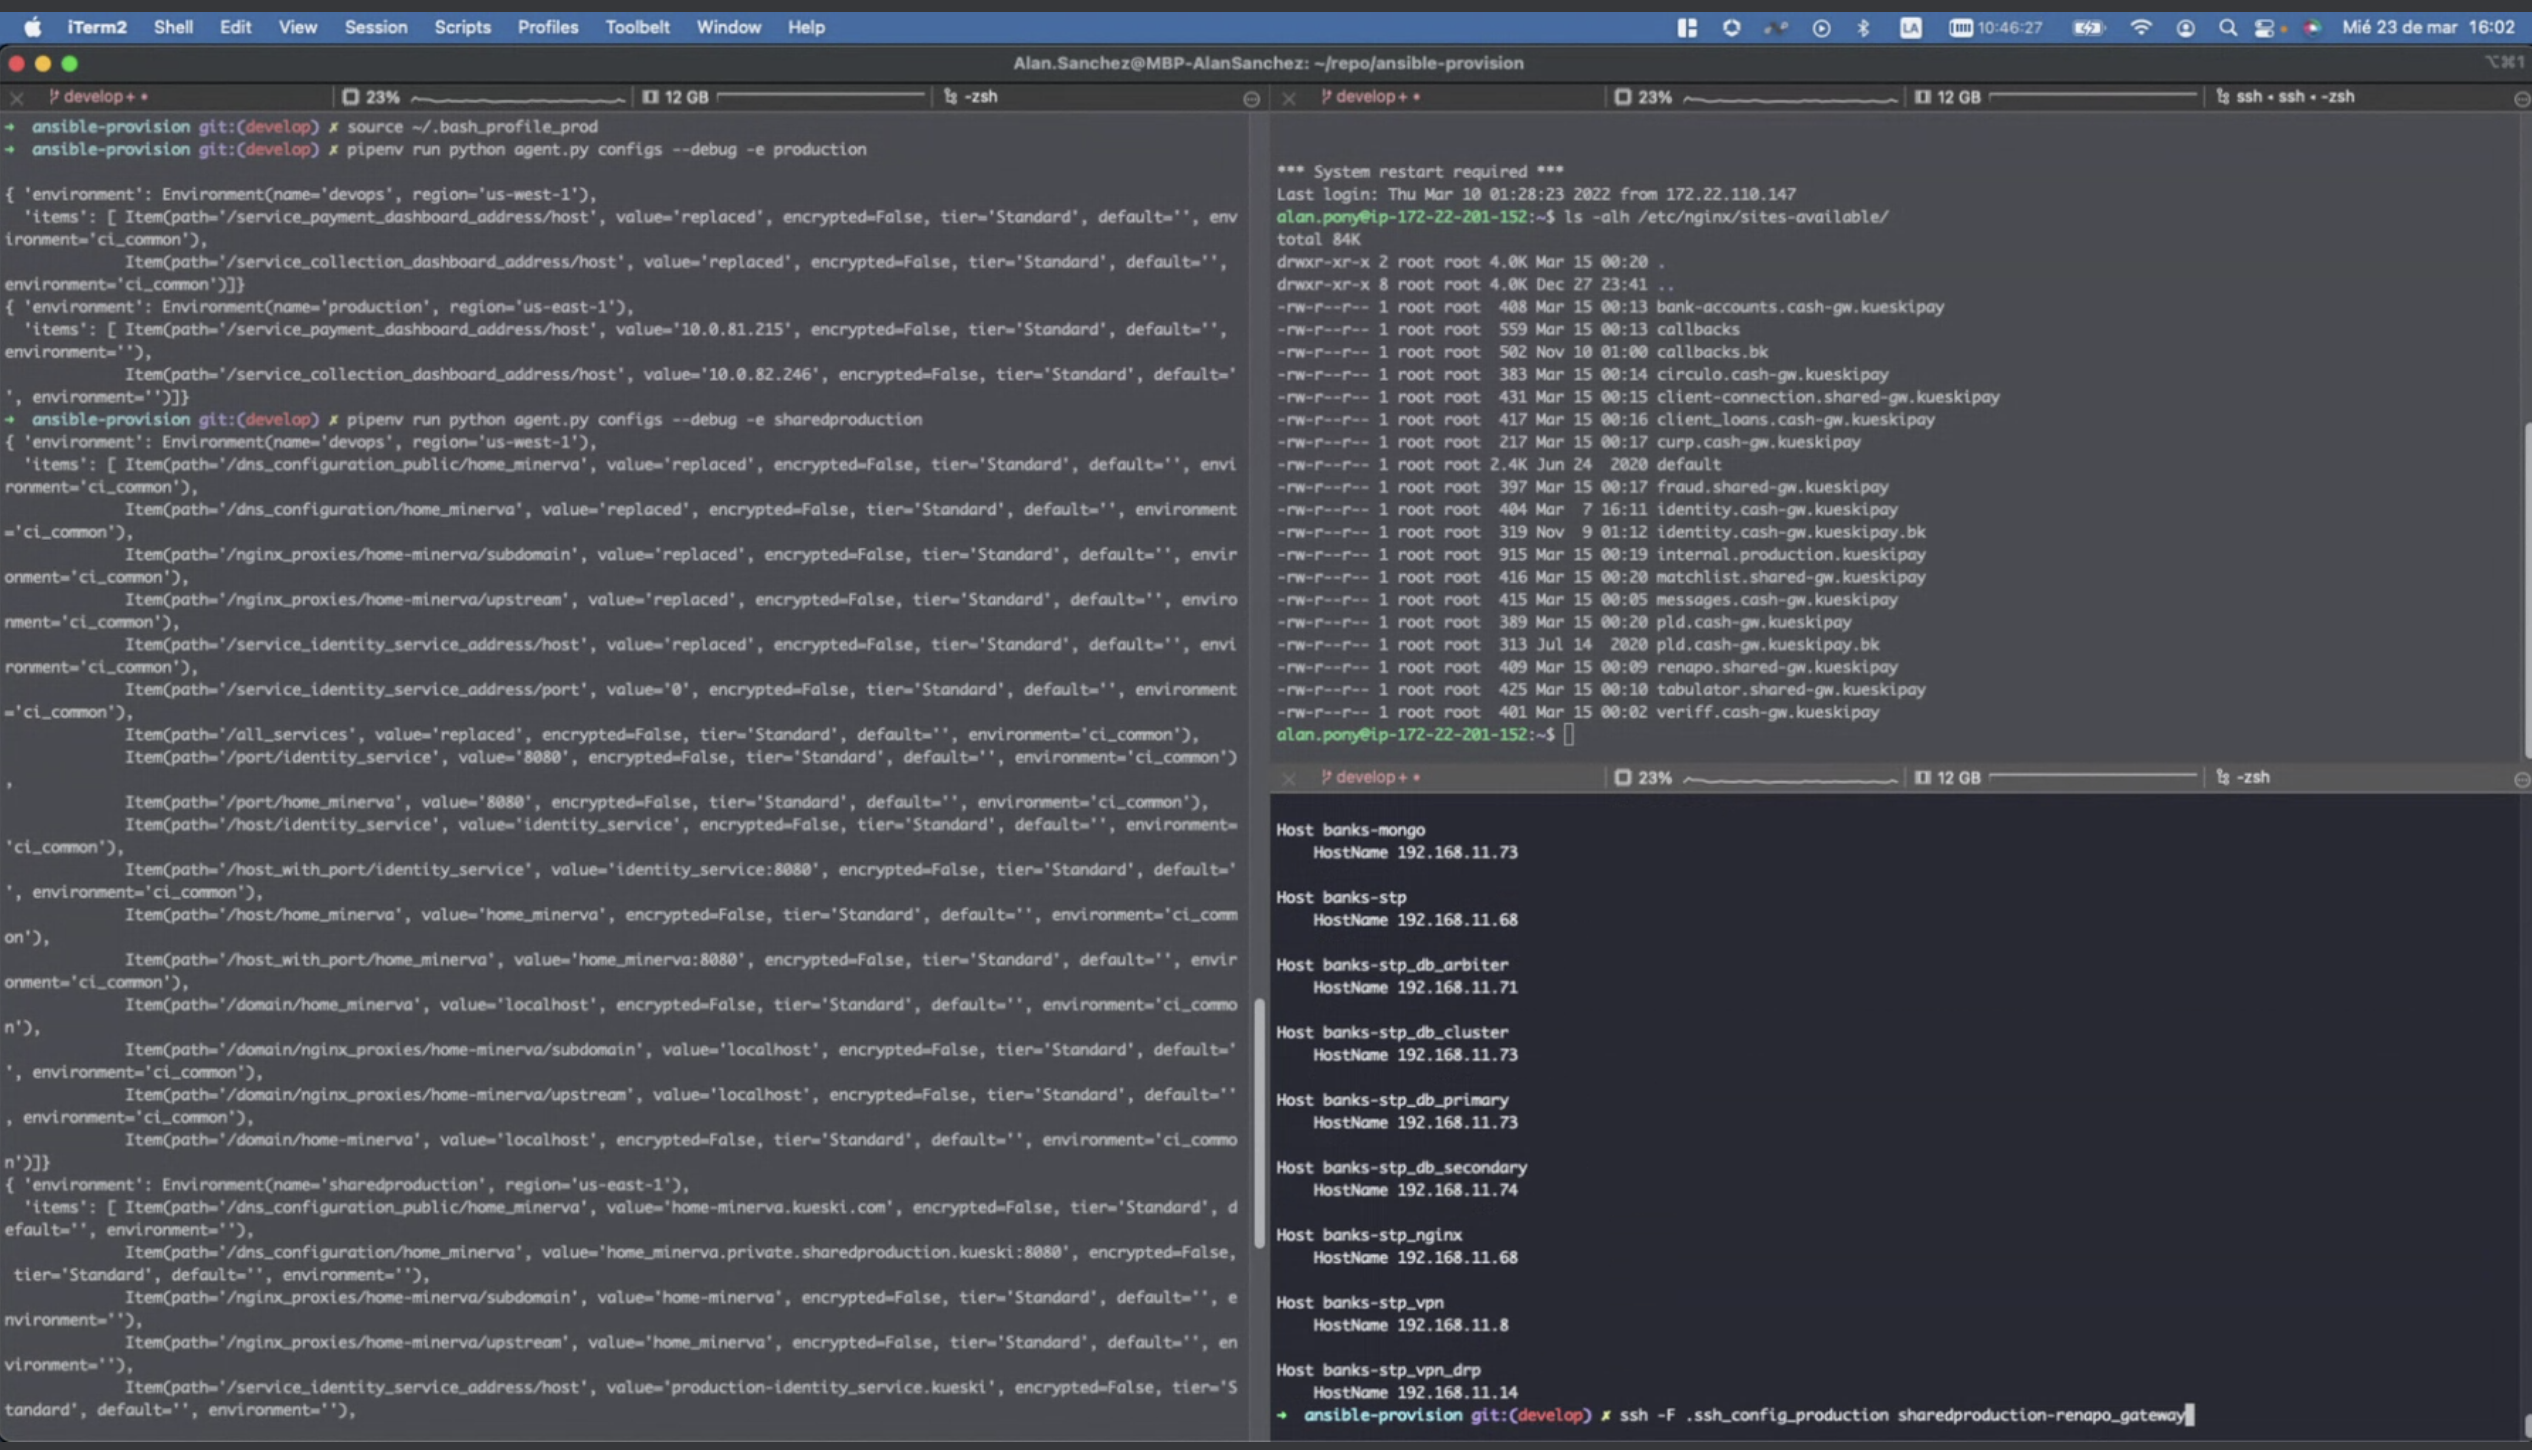 iTerm2 Shell Edit View Session Scripts Profiles Toolbelt Window Help LA 10:46:27 Mié 23 de mar 16:02
Alan.Sanchez@MBP-AlanSanchez: ~/repo/ansible-provision ⌥⌘1
develop+• 23% 12 GB -zsh
→ ansible-provision git:(develop) ✗ source ~/.bash_profile_prod
→ ansible-provision git:(develop) ✗ pipenv run python agent.py configs --debug -e production
{ 'environment': Environment(name='devops', region='us-west-1'),
'items': [ Item(path='/service_payment_dashboard_address/host', value='replaced', encrypted=False, tier='Standard', default='', env
ironment='ci_common'),
Item(path='/service_collection_dashboard_address/host', value='replaced', encrypted=False, tier='Standard', default='',
environment='ci_common')]}
{ 'environment': Environment(name='production', region='us-east-1'),
'items': [ Item(path='/service_payment_dashboard_address/host', value='10.0.81.215', encrypted=False, tier='Standard', default='',
environment=''),
Item(path='/service_collection_dashboard_address/host', value='10.0.82.246', encrypted=False, tier='Standard', default='
', environment='')]}
→ ansible-provision git:(develop) ✗ pipenv run python agent.py configs --debug -e sharedproduction
{ 'environment': Environment(name='devops', region='us-west-1'),
'items': [ Item(path='/dns_configuration_public/home_minerva', value='replaced', encrypted=False, tier='Standard', default='', envi
ronment='ci_common'),
Item(path='/dns_configuration/home_minerva', value='replaced', encrypted=False, tier='Standard', default='', environment
='ci_common'),
Item(path='/nginx_proxies/home-minerva/subdomain', value='replaced', encrypted=False, tier='Standard', default='', envir
onment='ci_common'),
Item(path='/nginx_proxies/home-minerva/upstream', value='replaced', encrypted=False, tier='Standard', default='', enviro
nment='ci_common'),
Item(path='/service_identity_service_address/host', value='replaced', encrypted=False, tier='Standard', default='', envi
ronment='ci_common'),
Item(path='/service_identity_service_address/port', value='0', encrypted=False, tier='Standard', default='', environment
='ci_common'),
Item(path='/all_services', value='replaced', encrypted=False, tier='Standard', default='', environment='ci_common'),
Item(path='/port/identity_service', value='8080', encrypted=False, tier='Standard', default='', environment='ci_common')
,
Item(path='/port/home_minerva', value='8080', encrypted=False, tier='Standard', default='', environment='ci_common'),
Item(path='/host/identity_service', value='identity_service', encrypted=False, tier='Standard', default='', environment=
'ci_common'),
Item(path='/host_with_port/identity_service', value='identity_service:8080', encrypted=False, tier='Standard', default='
', environment='ci_common'),
Item(path='/host/home_minerva', value='home_minerva', encrypted=False, tier='Standard', default='', environment='ci_comm
on'),
Item(path='/host_with_port/home_minerva', value='home_minerva:8080', encrypted=False, tier='Standard', default='', envir
onment='ci_common'),
Item(path='/domain/home_minerva', value='localhost', encrypted=False, tier='Standard', default='', environment='ci_commo
n'),
Item(path='/domain/nginx_proxies/home-minerva/subdomain', value='localhost', encrypted=False, tier='Standard', default='
', environment='ci_common'),
Item(path='/domain/nginx_proxies/home-minerva/upstream', value='localhost', encrypted=False, tier='Standard', default=''
, environment='ci_common'),
Item(path='/domain/home-minerva', value='localhost', encrypted=False, tier='Standard', default='', environment='ci_commo
n')]}
{ 'environment': Environment(name='sharedproduction', region='us-east-1'),
'items': [ Item(path='/dns_configuration_public/home_minerva', value='home-minerva.kueski.com', encrypted=False, tier='Standard', d
efault='', environment=''),
Item(path='/dns_configuration/home_minerva', value='home_minerva.private.sharedproduction.kueski:8080', encrypted=False,
tier='Standard', default='', environment=''),
Item(path='/nginx_proxies/home-minerva/subdomain', value='home-minerva', encrypted=False, tier='Standard', default='', e
nvironment=''),
Item(path='/nginx_proxies/home-minerva/upstream', value='home_minerva', encrypted=False, tier='Standard', default='', en
vironment=''),
Item(path='/service_identity_service_address/host', value='production-identity_service.kueski', encrypted=False, tier='S
tandard', default='', environment=''),
develop+• 23% 12 GB ssh • ssh • -zsh
*** System restart required ***
Last login: Thu Mar 10 01:28:23 2022 from 172.22.110.147
alan.pony@ip-172-22-201-152:~$ ls -alh /etc/nginx/sites-available/
total 84K
drwxr-xr-x 2 root root 4.0K Mar 15 00:20 .
drwxr-xr-x 8 root root 4.0K Dec 27 23:41 ..
-rw-r--r-- 1 root root 408 Mar 15 00:13 bank-accounts.cash-gw.kueskipay
-rw-r--r-- 1 root root 559 Mar 15 00:13 callbacks
-rw-r--r-- 1 root root 502 Nov 10 01:00 callbacks.bk
-rw-r--r-- 1 root root 383 Mar 15 00:14 circulo.cash-gw.kueskipay
-rw-r--r-- 1 root root 431 Mar 15 00:15 client-connection.shared-gw.kueskipay
-rw-r--r-- 1 root root 417 Mar 15 00:16 client_loans.cash-gw.kueskipay
-rw-r--r-- 1 root root 217 Mar 15 00:17 curp.cash-gw.kueskipay
-rw-r--r-- 1 root root 2.4K Jun 24 2020 default
-rw-r--r-- 1 root root 397 Mar 15 00:17 fraud.shared-gw.kueskipay
-rw-r--r-- 1 root root 404 Mar 7 16:11 identity.cash-gw.kueskipay
-rw-r--r-- 1 root root 319 Nov 9 01:12 identity.cash-gw.kueskipay.bk
-rw-r--r-- 1 root root 915 Mar 15 00:19 internal.production.kueskipay
-rw-r--r-- 1 root root 416 Mar 15 00:20 matchlist.shared-gw.kueskipay
-rw-r--r-- 1 root root 415 Mar 15 00:05 messages.cash-gw.kueskipay
-rw-r--r-- 1 root root 389 Mar 15 00:20 pld.cash-gw.kueskipay
-rw-r--r-- 1 root root 313 Jul 14 2020 pld.cash-gw.kueskipay.bk
-rw-r--r-- 1 root root 409 Mar 15 00:09 renapo.shared-gw.kueskipay
-rw-r--r-- 1 root root 425 Mar 15 00:10 tabulator.shared-gw.kueskipay
-rw-r--r-- 1 root root 401 Mar 15 00:02 veriff.cash-gw.kueskipay
alan.pony@ip-172-22-201-152:~$
develop+• 23% 12 GB -zsh
Host banks-mongo
HostName 192.168.11.73
Host banks-stp
HostName 192.168.11.68
Host banks-stp_db_arbiter
HostName 192.168.11.71
Host banks-stp_db_cluster
HostName 192.168.11.73
Host banks-stp_db_primary
HostName 192.168.11.73
Host banks-stp_db_secondary
HostName 192.168.11.74
Host banks-stp_nginx
HostName 192.168.11.68
Host banks-stp_vpn
HostName 192.168.11.8
Host banks-stp_vpn_drp
HostName 192.168.11.14
→ ansible-provision git:(develop) ✗ ssh -F .ssh_config_production sharedproduction-renapo_gateway